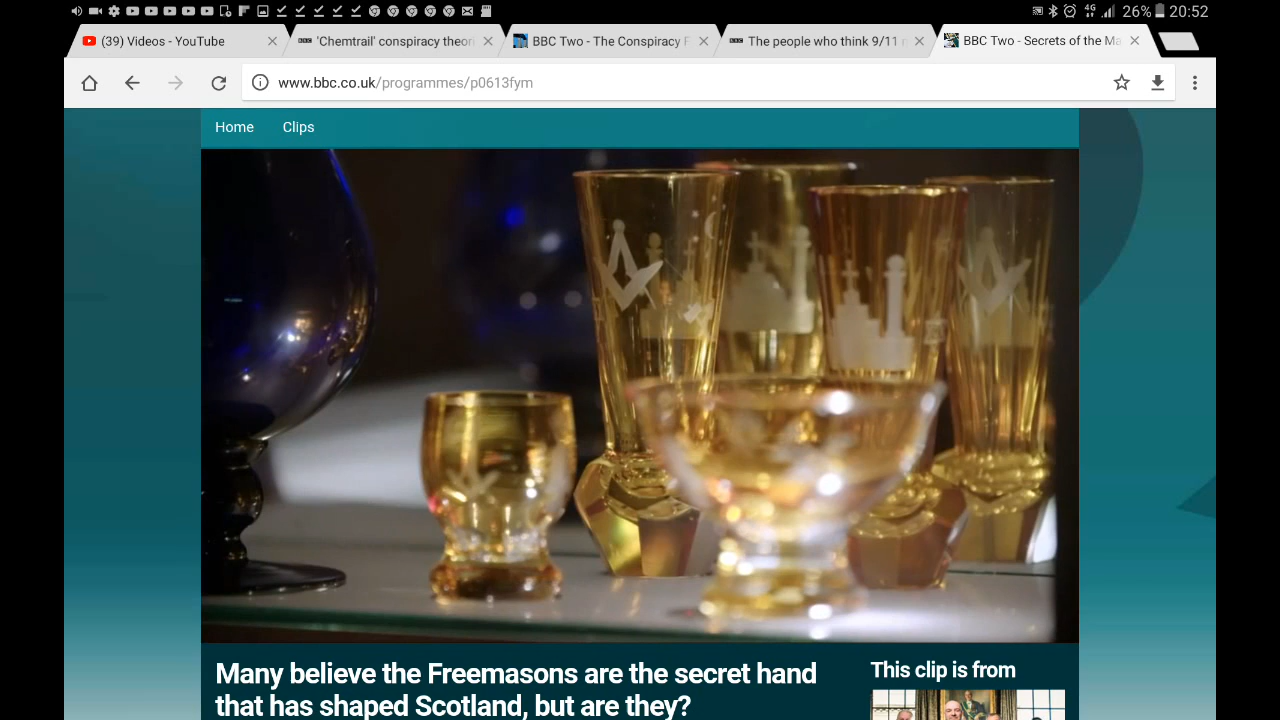 4G 26% 20:52
(39) Videos - YouTube
'Chemtrail' conspiracy theori
BBC Two - The Conspiracy F
The people who think 9/11
BBC Two - Secrets of the Ma
www.bbc.co.uk/programmes/p0613fym
Home Clips
Many believe the Freemasons are the secret hand
that has shaped Scotland, but are they?
This clip is from